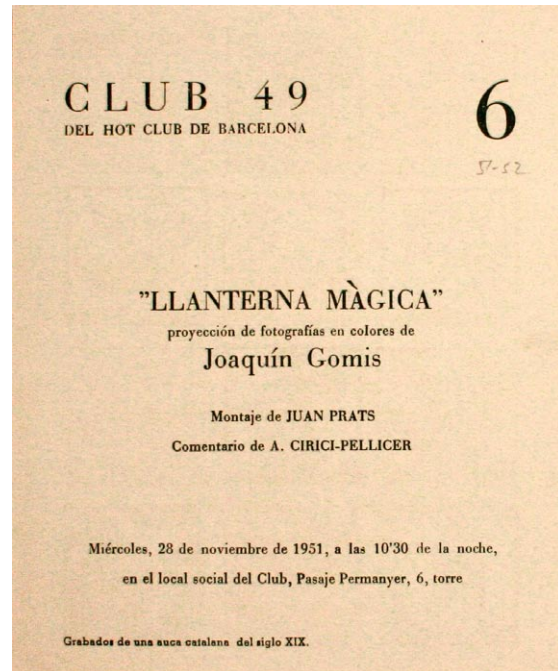 CLUB 49
DEL HOT CLUB DE BARCELONA
6
51-52
"LLANTERNA MÀGICA"
proyección de fotografías en colores de
Joaquín Gomis
Montaje de JUAN PRATS
Comentario de A. CIRICI-PELLICER
Miércoles, 28 de noviembre de 1951, a las 10'30 de la noche,
en el local social del Club, Pasaje Permanyer, 6, torre
Grabados de una auca catalana del siglo XIX.